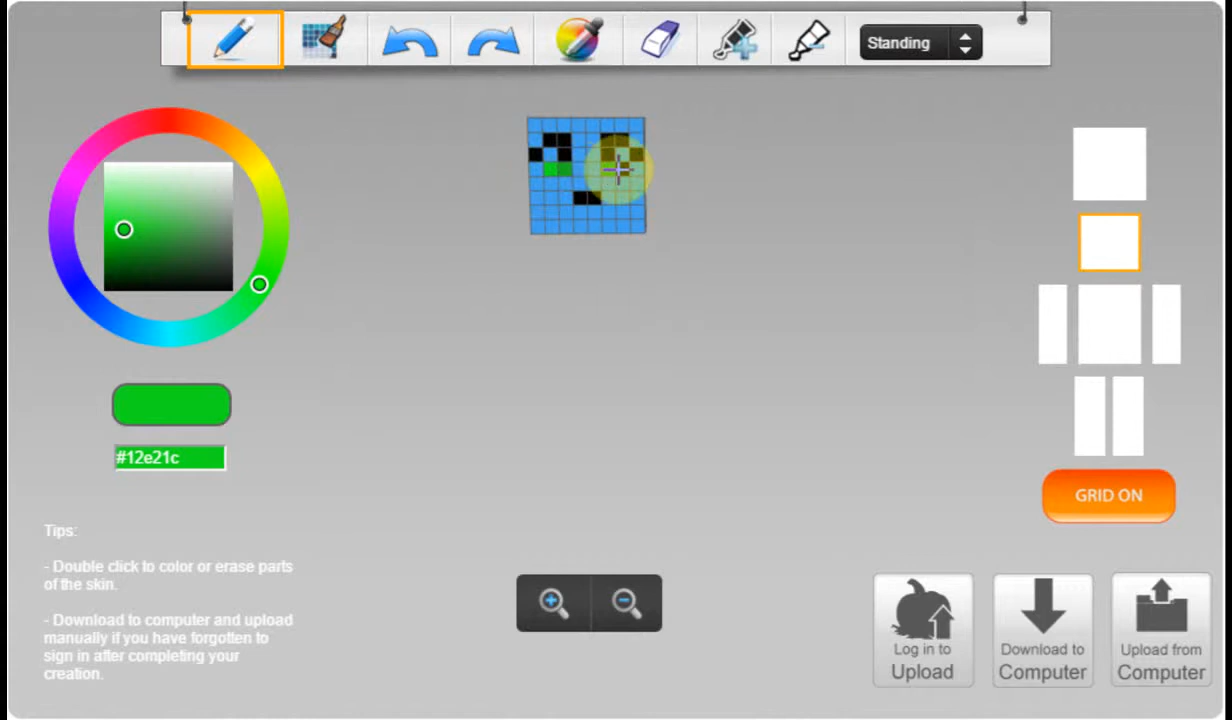 Standing
#12e21c
Tips:
- Double click to color or erase parts
of the skin.
- Download to computer and upload
manually if you have forgotten to
sign in after completing your
creation.
GRID ON
Log in to
Upload
Download to
Computer
Upload from
Computer